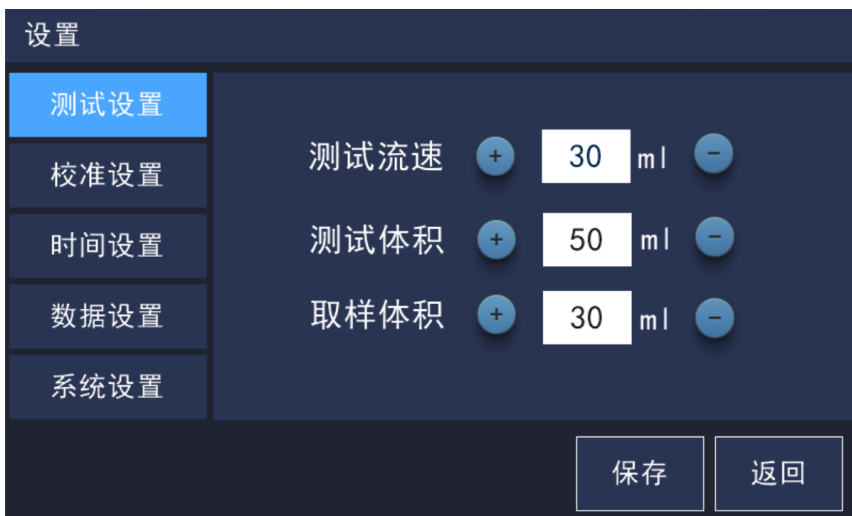 设置
测试设置
校准设置
时间设置
数据设置
系统设置
测试流速 + 30 ml -
测试体积 + 50 ml -
取样体积 + 30 ml -
保存 返回